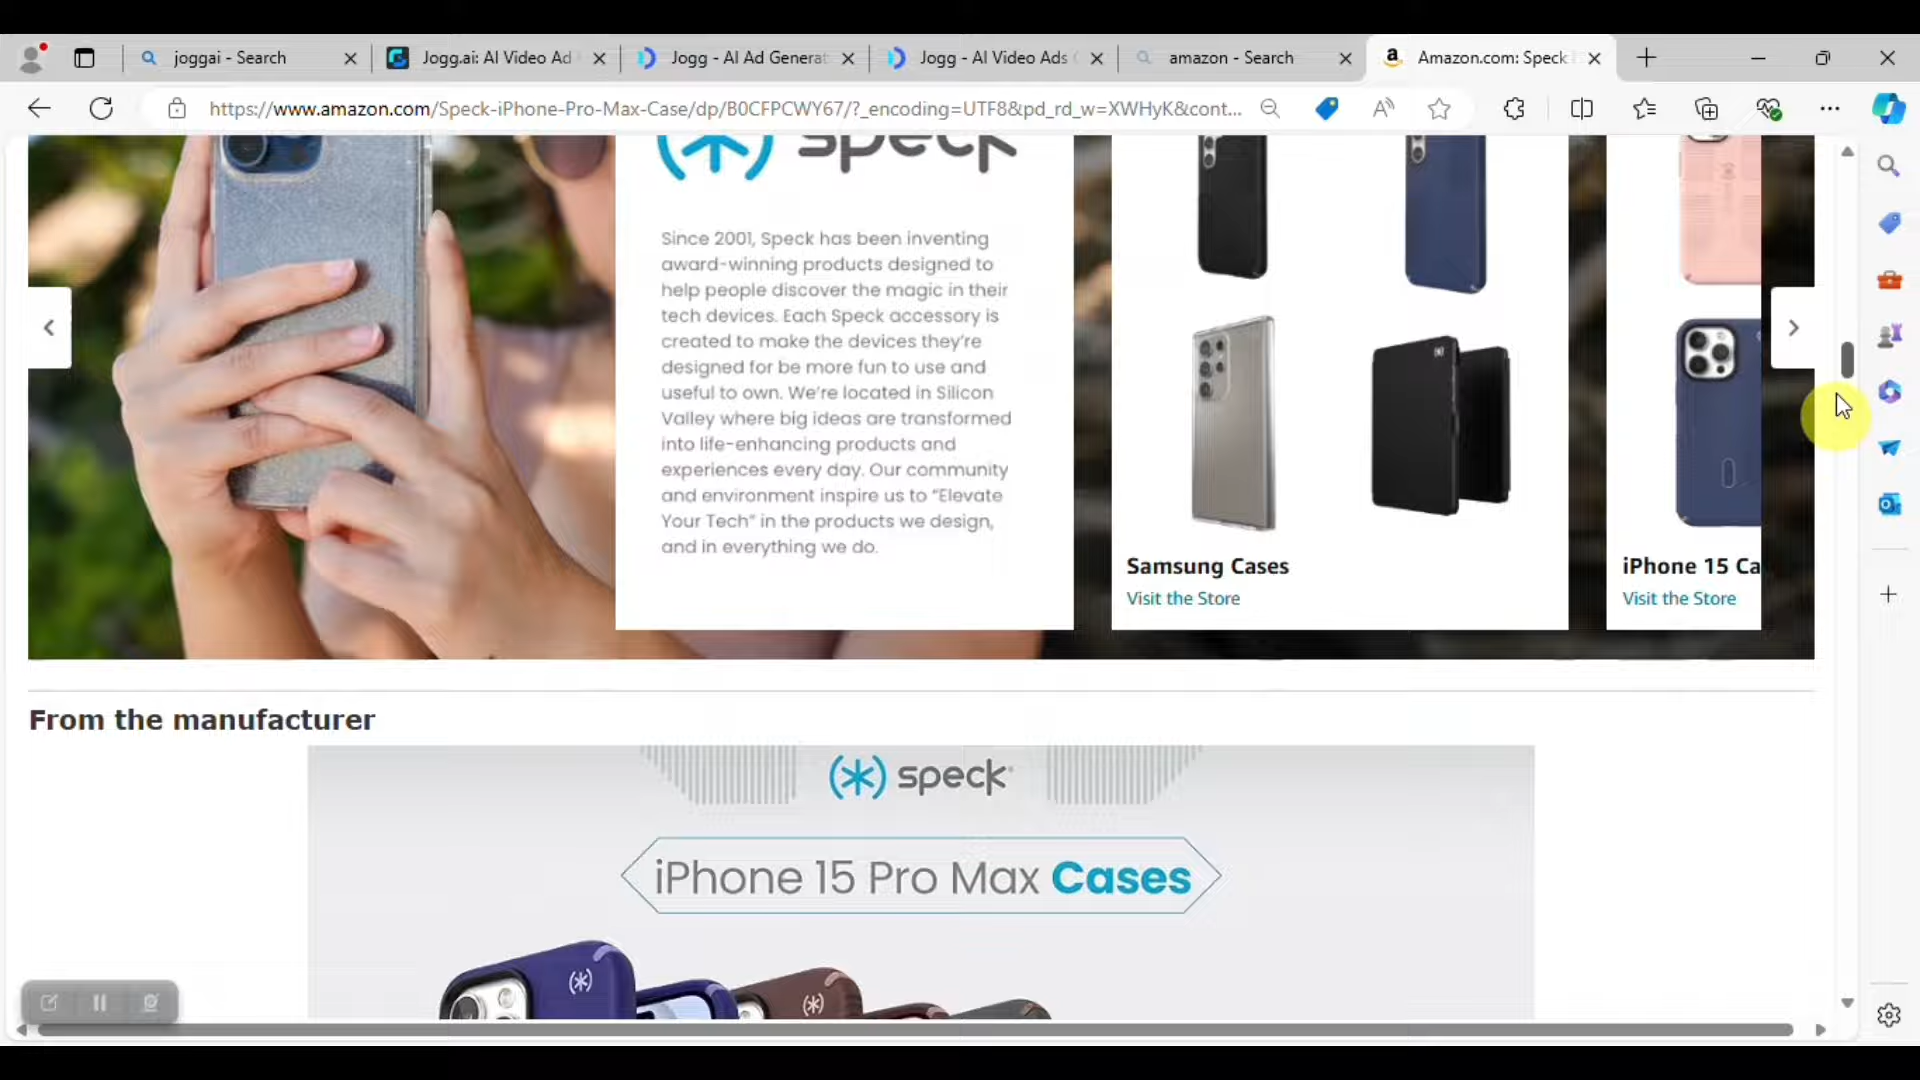 joggai - Search
Jogg.ai: AI Video Ad
Jogg - AI Ad Generat
Jogg - AI Video Ads
amazon - Search
Amazon.com: Speck
https://www.amazon.com/Speck-iPhone-Pro-Max-Case/dp/B0CFPCWY67/?_encoding=UTF8&pd_rd_w=XWHyK&cont...
speck
Since 2001, Speck has been inventing
award-winning products designed to
help people discover the magic in their
tech devices. Each Speck accessory is
created to make the devices they're
designed for be more fun to use and
useful to own. We're located in Silicon
Valley where big ideas are transformed
into life-enhancing products and
experiences every day. Our community
and environment inspire us to "Elevate
Your Tech" in the products we design,
and in everything we do.
Samsung Cases
Visit the Store
iPhone 15 Ca
Visit the Store
From the manufacturer
speck
iPhone 15 Pro Max Cases